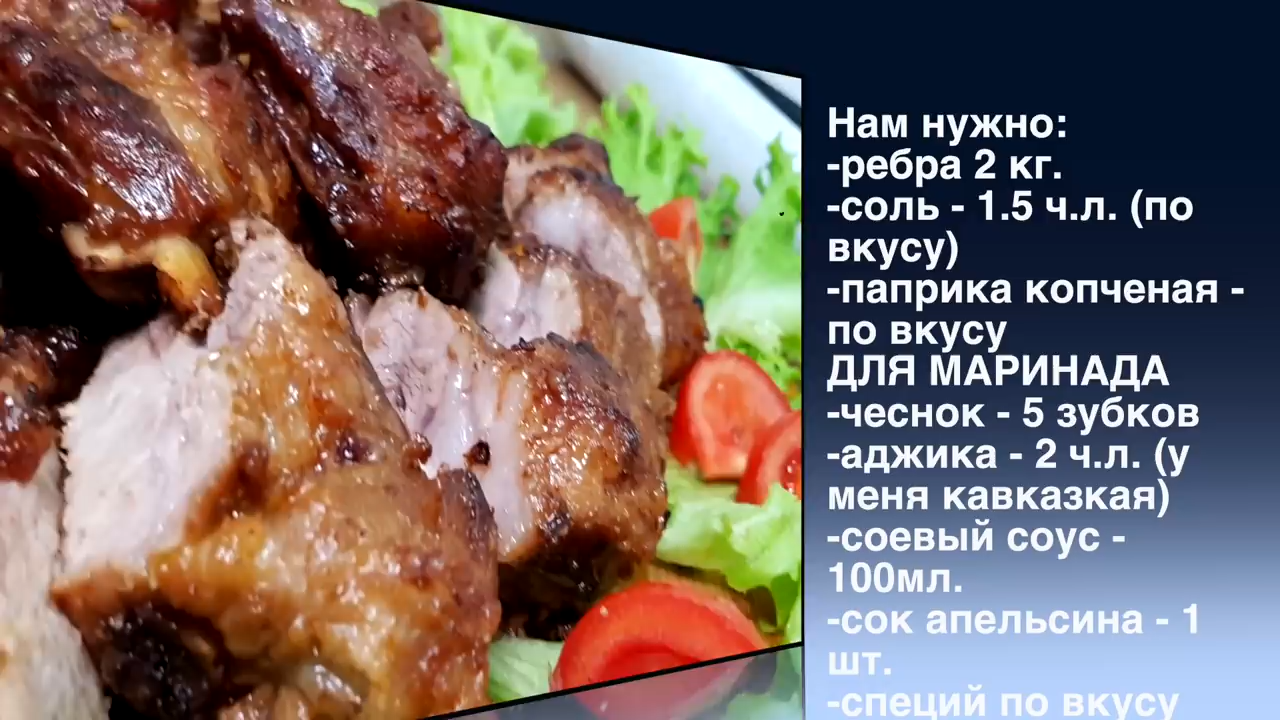 Нам нужно:
-ребра 2 кг.
-соль - 1.5 ч.л. (по
вкусу)
-паприка копченая -
по вкусу
ДЛЯ МАРИНАДА
-чеснок - 5 зубков
-аджика - 2 ч.л. (у
меня кавказкая)
-соевый соус -
100мл.
-сок апельсина - 1
шт.
-специй по вкусу